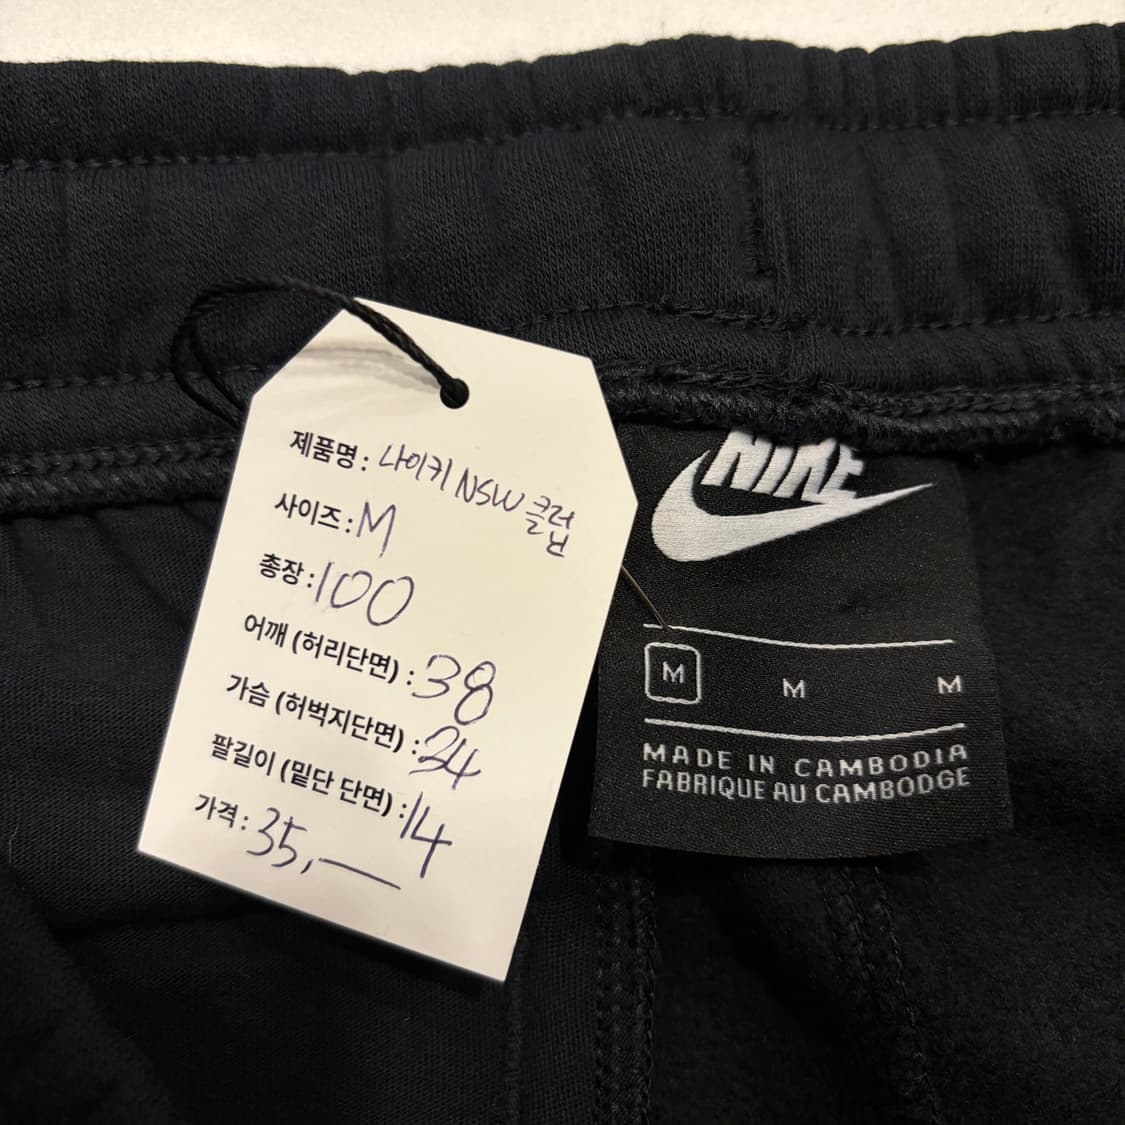 제품명 : 나이키 NSW 클럽
사이즈 : M
총장 : 100
어깨 (허리단면) : 38
가슴 (허벅지단면) : 34
팔길이 (밑단 단면) : 14
가격 : 35,—
NIKE
M M M
MADE IN CAMBODIA
FABRIQUE AU CAMBODGE